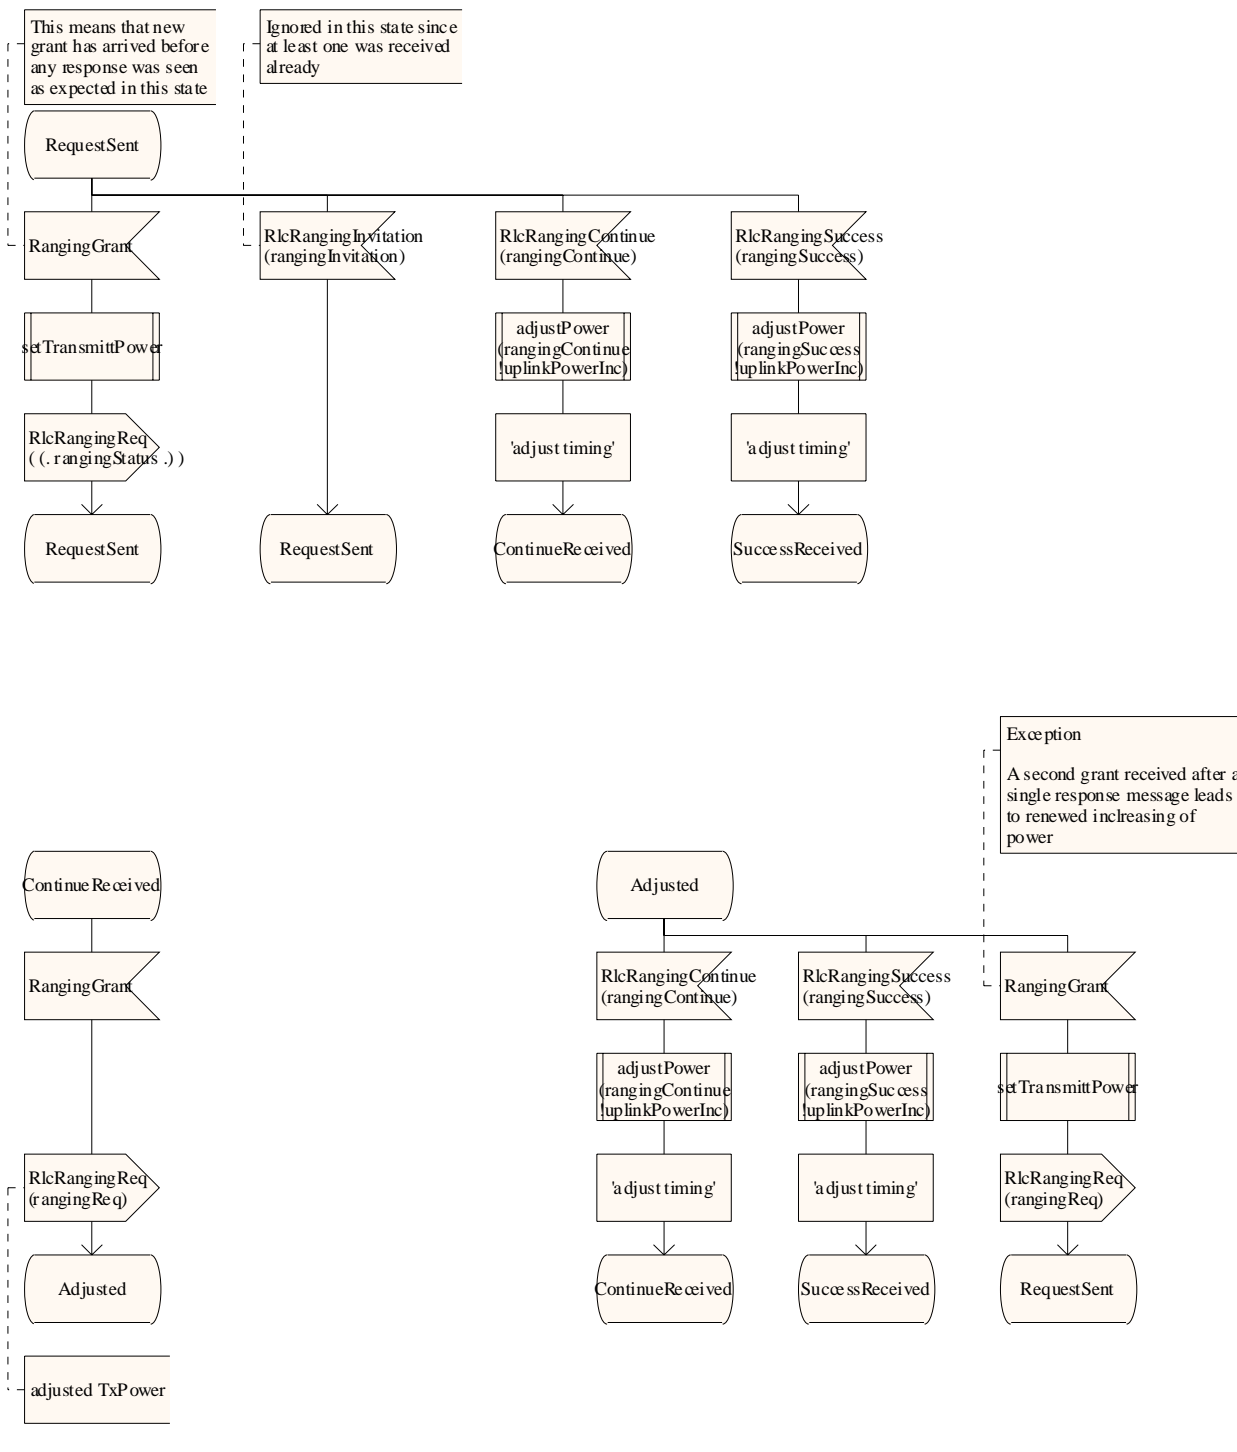 This means that new
grant has arrived before
any response was seen
as expected in this state
Ignored in this state since
at least one was received
already
RequestSent
RangingGrant
RlcRangingInvitation
(rangingInvitation)
RlcRangingContinue
(rangingContinue)
RlcRangingSuccess
(rangingSuccess)
setTransmittPower
adjustPower
(rangingContinue
!uplinkPowerInc)
adjustPower
(rangingSuccess
!uplinkPowerInc)
RlcRangingReq
( (. rangingStatus .) )
'adjust timing'
'adjust timing'
RequestSent
RequestSent
ContinueReceived
SuccessReceived
Exception
A second grant received after a
single response message leads
to renewed inclreasing of
power
ContinueReceived
RangingGrant
RlcRangingReq
(rangingReq)
Adjusted
adjusted TxPower
Adjusted
RlcRangingContinue
(rangingContinue)
RlcRangingSuccess
(rangingSuccess)
RangingGrant
adjustPower
(rangingContinue
!uplinkPowerInc)
adjustPower
(rangingSuccess
!uplinkPowerInc)
setTransmittPower
'adjust timing'
'adjust timing'
RlcRangingReq
(rangingReq)
ContinueReceived
SuccessReceived
RequestSent